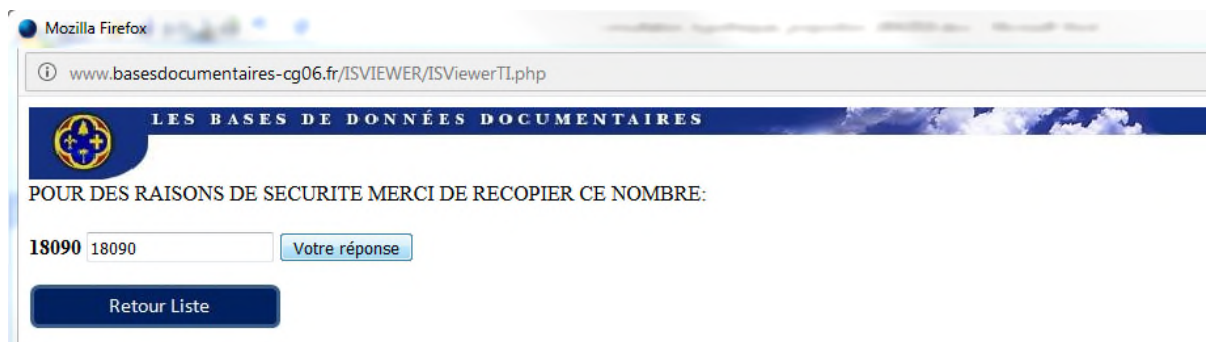 Mozilla Firefox
www.basesdocumentaires-cg06.fr/ISVIEWER/ISViewerTI.php
LES BASES DE DONNÉES DOCUMENTAIRES
POUR DES RAISONS DE SECURITE MERCI DE RECOPIER CE NOMBRE:
18090 18090 Votre réponse
Retour Liste